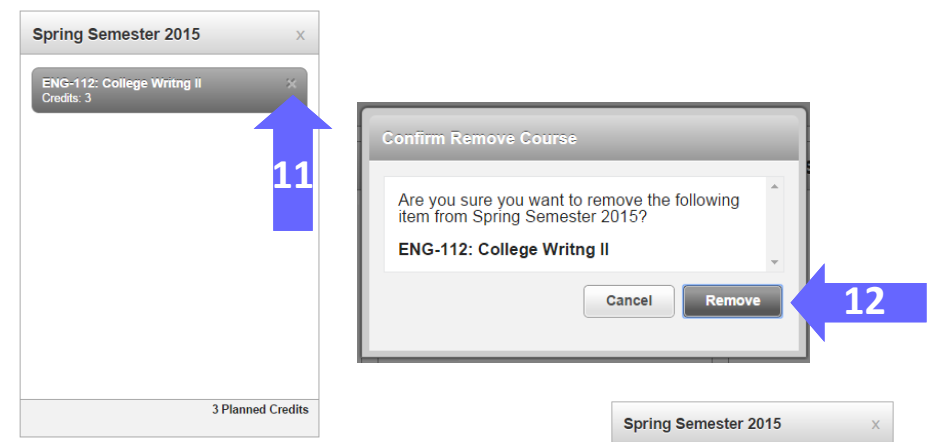 Spring Semester 2015 x
ENG-112: College Writng II x
Credits: 3
11
3 Planned Credits
Confirm Remove Course
Are you sure you want to remove the following
item from Spring Semester 2015?
ENG-112: College Writng II
Cancel Remove
12
Spring Semester 2015 x